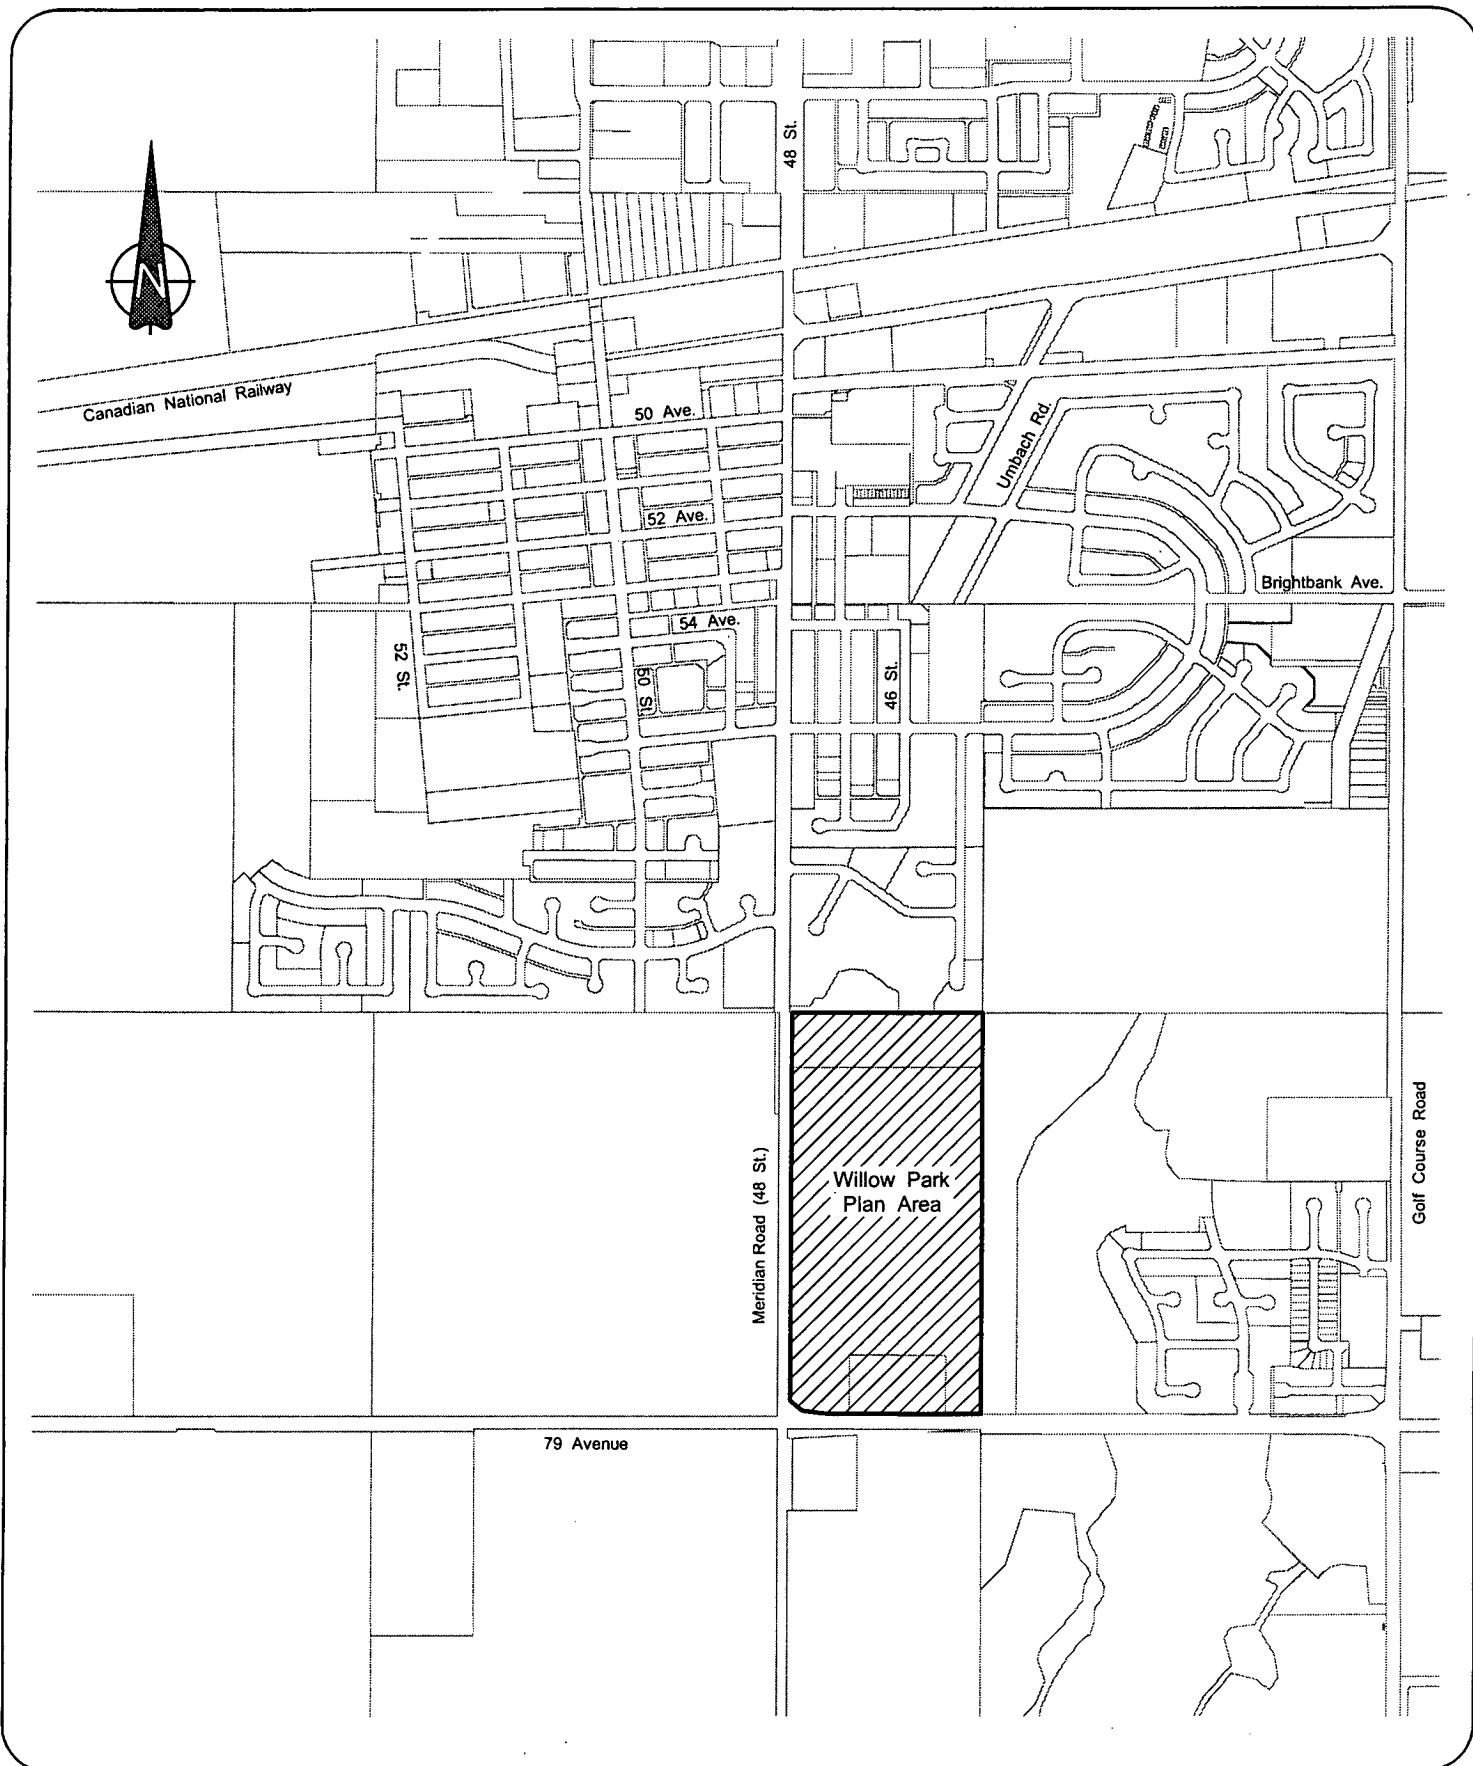 48 St.
N
Canadian National Railway
50 Ave.
Umbach Rd.
52 Ave.
Brightbank Ave.
54 Ave.
52 St.
50 St.
46 St.
Golf Course Road
Meridian Road (48 St.)
Willow Park
Plan Area
79 Avenue